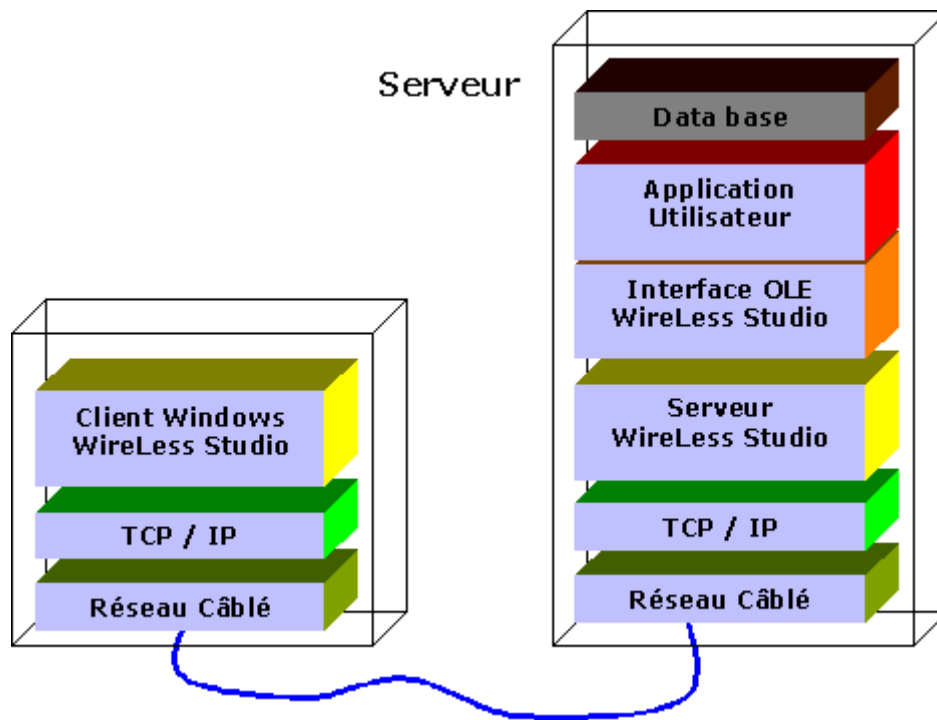 Serveur
Data base
Application
Utilisateur
Interface OLE
WireLess Studio
Serveur
WireLess Studio
TCP / IP
Réseau Câblé
Client Windows
WireLess Studio
TCP / IP
Réseau Câblé